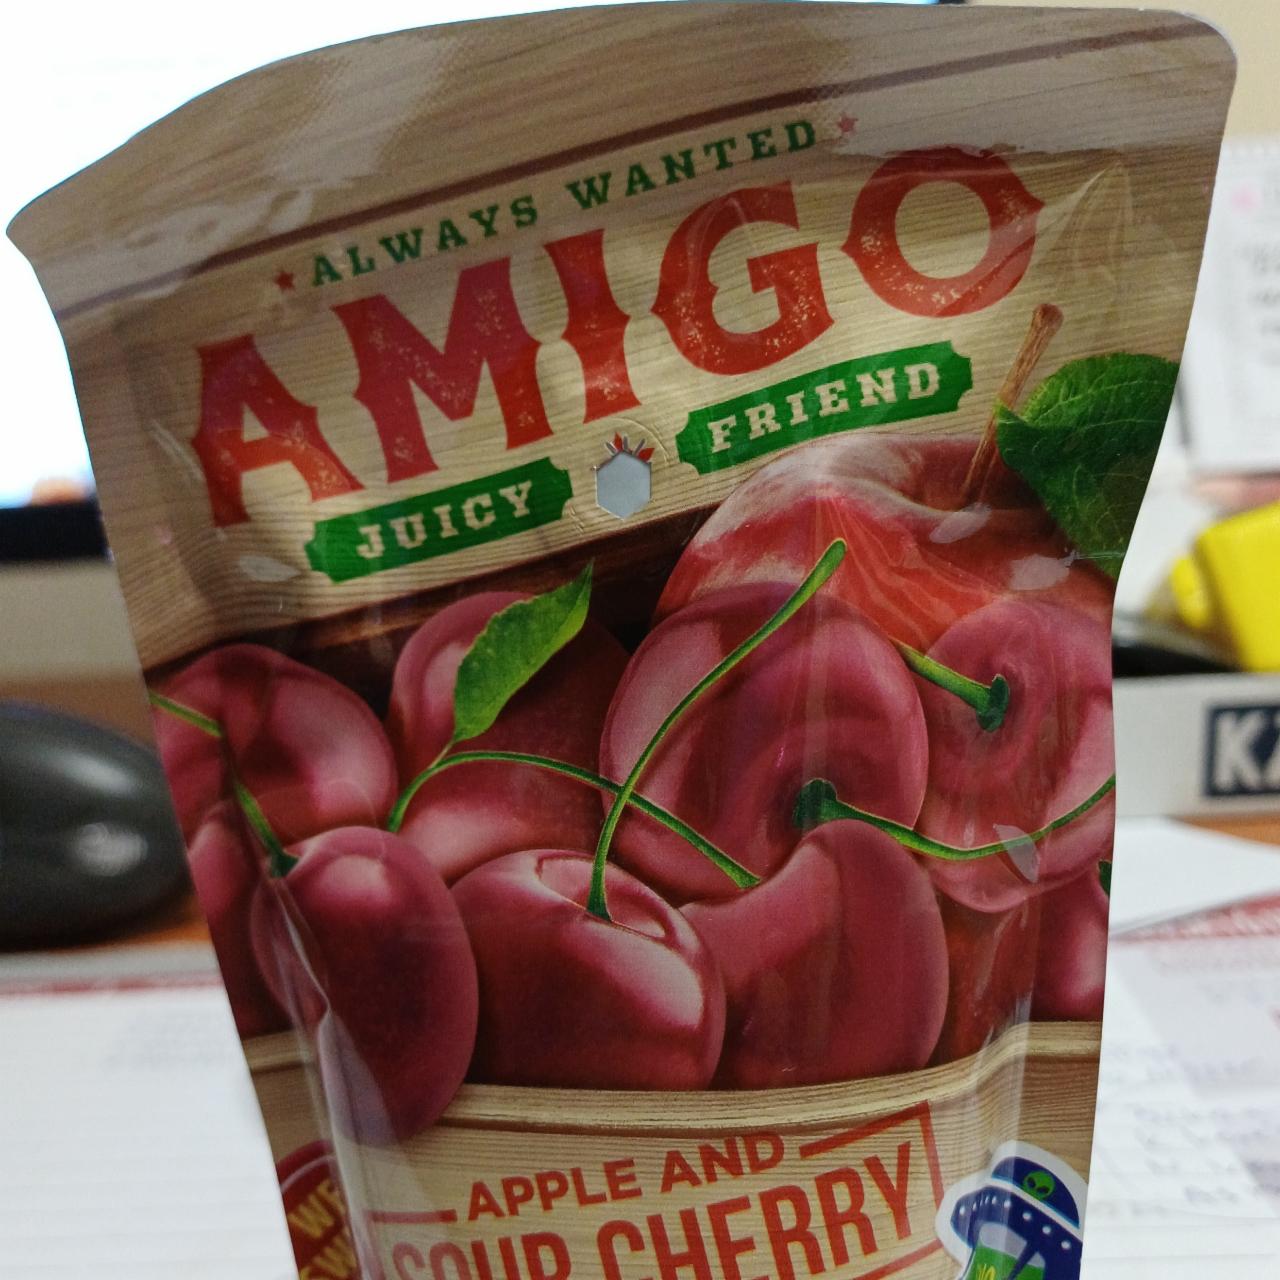 ALWAYS WANTED
AMIGO
JUICY FRIEND
APPLE AND
SOUR CHERRY